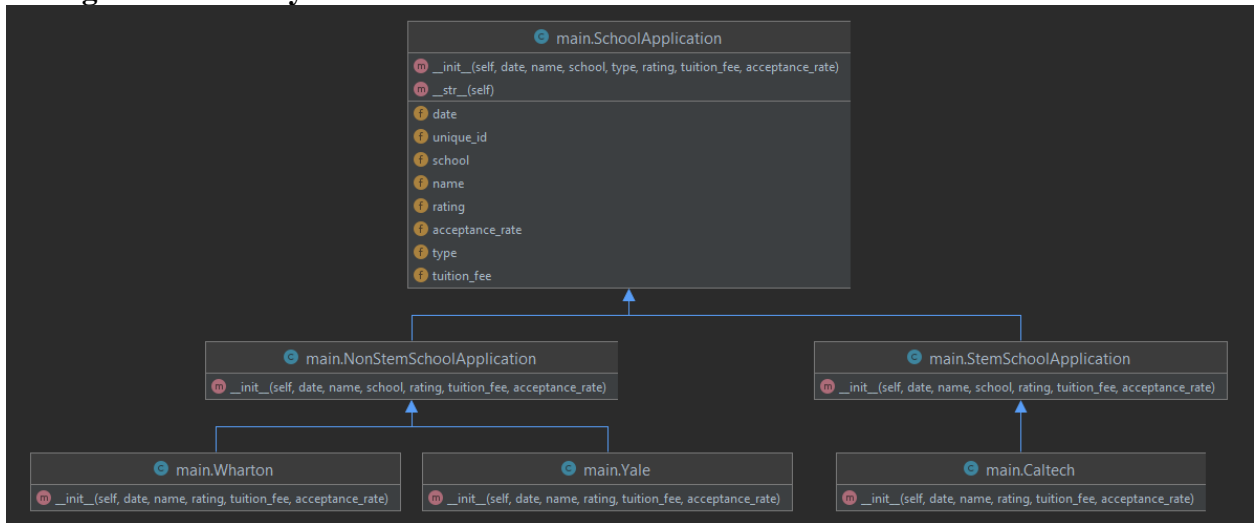 main.SchoolApplication
__init__(self, date, name, school, type, rating, tuition_fee, acceptance_rate)
__str__(self)
date
unique_id
school
name
rating
acceptance_rate
type
tuition_fee
main.NonStemSchoolApplication
__init__(self, date, name, school, rating, tuition_fee, acceptance_rate)
main.StemSchoolApplication
__init__(self, date, name, school, rating, tuition_fee, acceptance_rate)
main.Wharton
__init__(self, date, name, rating, tuition_fee, acceptance_rate)
main.Yale
__init__(self, date, name, rating, tuition_fee, acceptance_rate)
main.Caltech
__init__(self, date, name, rating, tuition_fee, acceptance_rate)